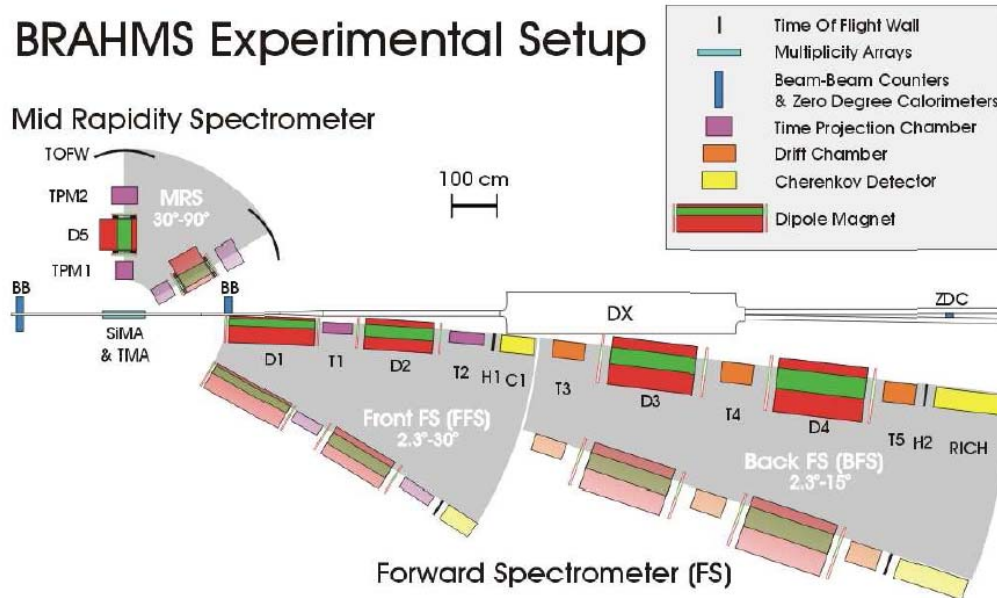 BRAHMS Experimental Setup
Time Of Flight Wall
Multiplicity Arrays
Beam-Beam Counters
& Zero Degree Calorimeters
Time Projection Chamber
Drift Chamber
Cherenkov Detector
Dipole Magnet
Mid Rapidity Spectrometer
TOFW
TPM2
D5
TPM1
MRS
30°-90°
100 cm
BB
BB
SiMA
& TMA
DX
ZDC
D1
T1
D2
T2
H1
C1
T3
D3
T4
D4
T5
H2
RICH
Front FS (FFS)
2.3°-30°
Back FS (BFS)
2.3°-15°
Forward Spectrometer (FS)